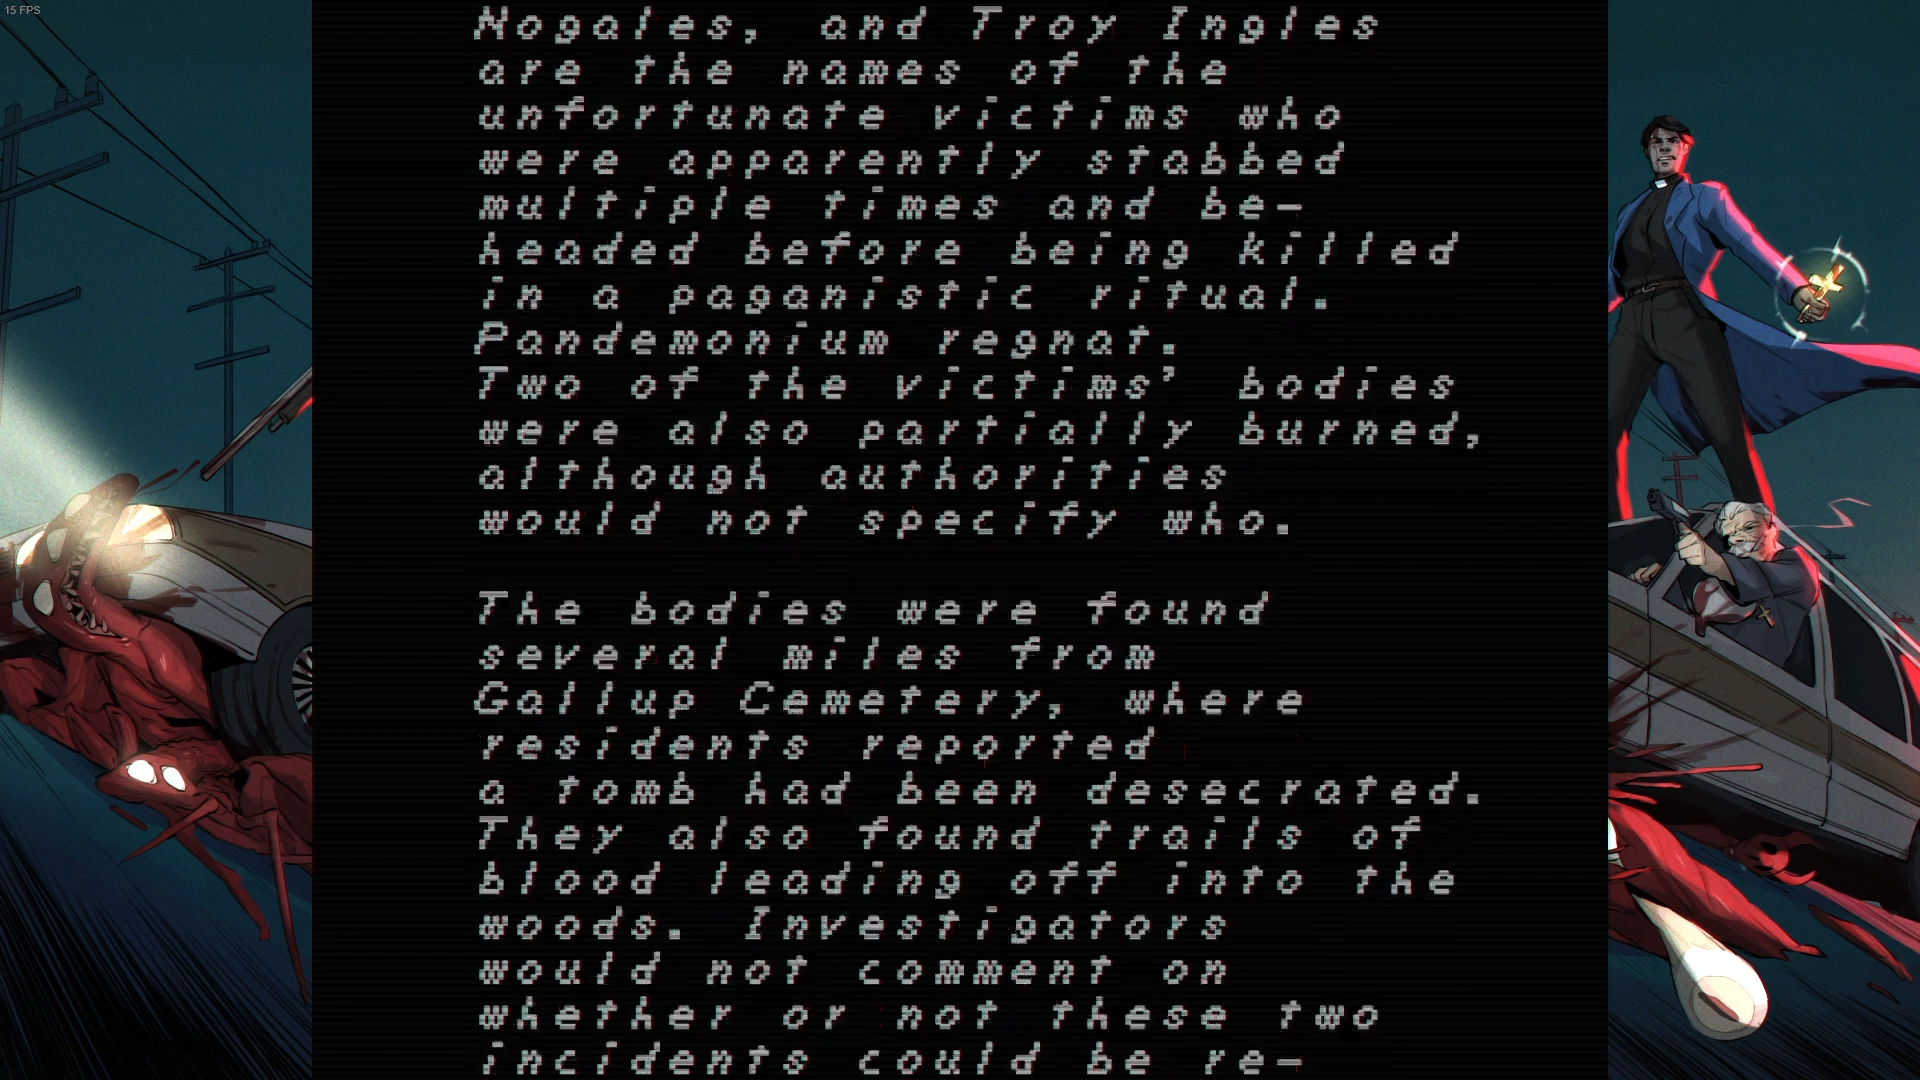 15 FPS
Nogales, and Troy Ingles
are the names of the
unfortunate victims who
were apparently stabbed
multiple times and be-
headed before being killed
in a paganistic ritual.
Pandemonium regnat.
Two of the victims' bodies
were also partially burned,
although authorities
would not specify who.
The bodies were found
several miles from
Gallup Cemetery, where
residents reported
a tomb had been desecrated.
They also found trails of
blood leading off into the
woods. Investigators
would not comment on
whether or not these two
incidents could be re-